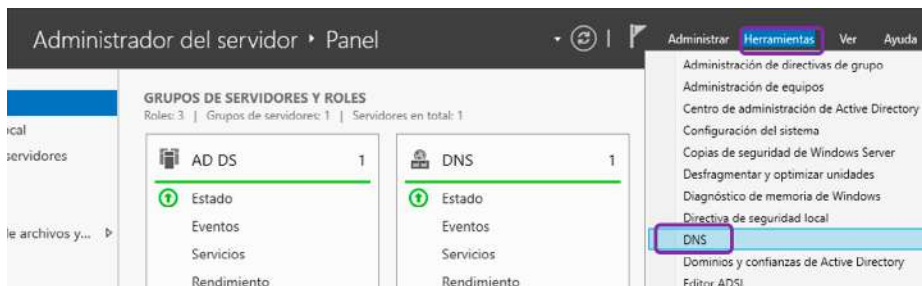 Administrador del servidor ‣ Panel
Administrar Herramientas Ver Ayuda
GRUPOS DE SERVIDORES Y ROLES
Roles: 3 | Grupos de servidores: 1 | Servidores en total: 1
ocal
servidores
de archivos y...
AD DS 1
Estado
Eventos
Servicios
Rendimiento
DNS 1
Estado
Eventos
Servicios
Rendimiento
Administración de directivas de grupo
Administración de equipos
Centro de administración de Active Directory
Configuración del sistema
Copias de seguridad de Windows Server
Desfragmentar y optimizar unidades
Diagnóstico de memoria de Windows
Directiva de seguridad local
DNS
Dominios y confianzas de Active Directory
Editor ADSI